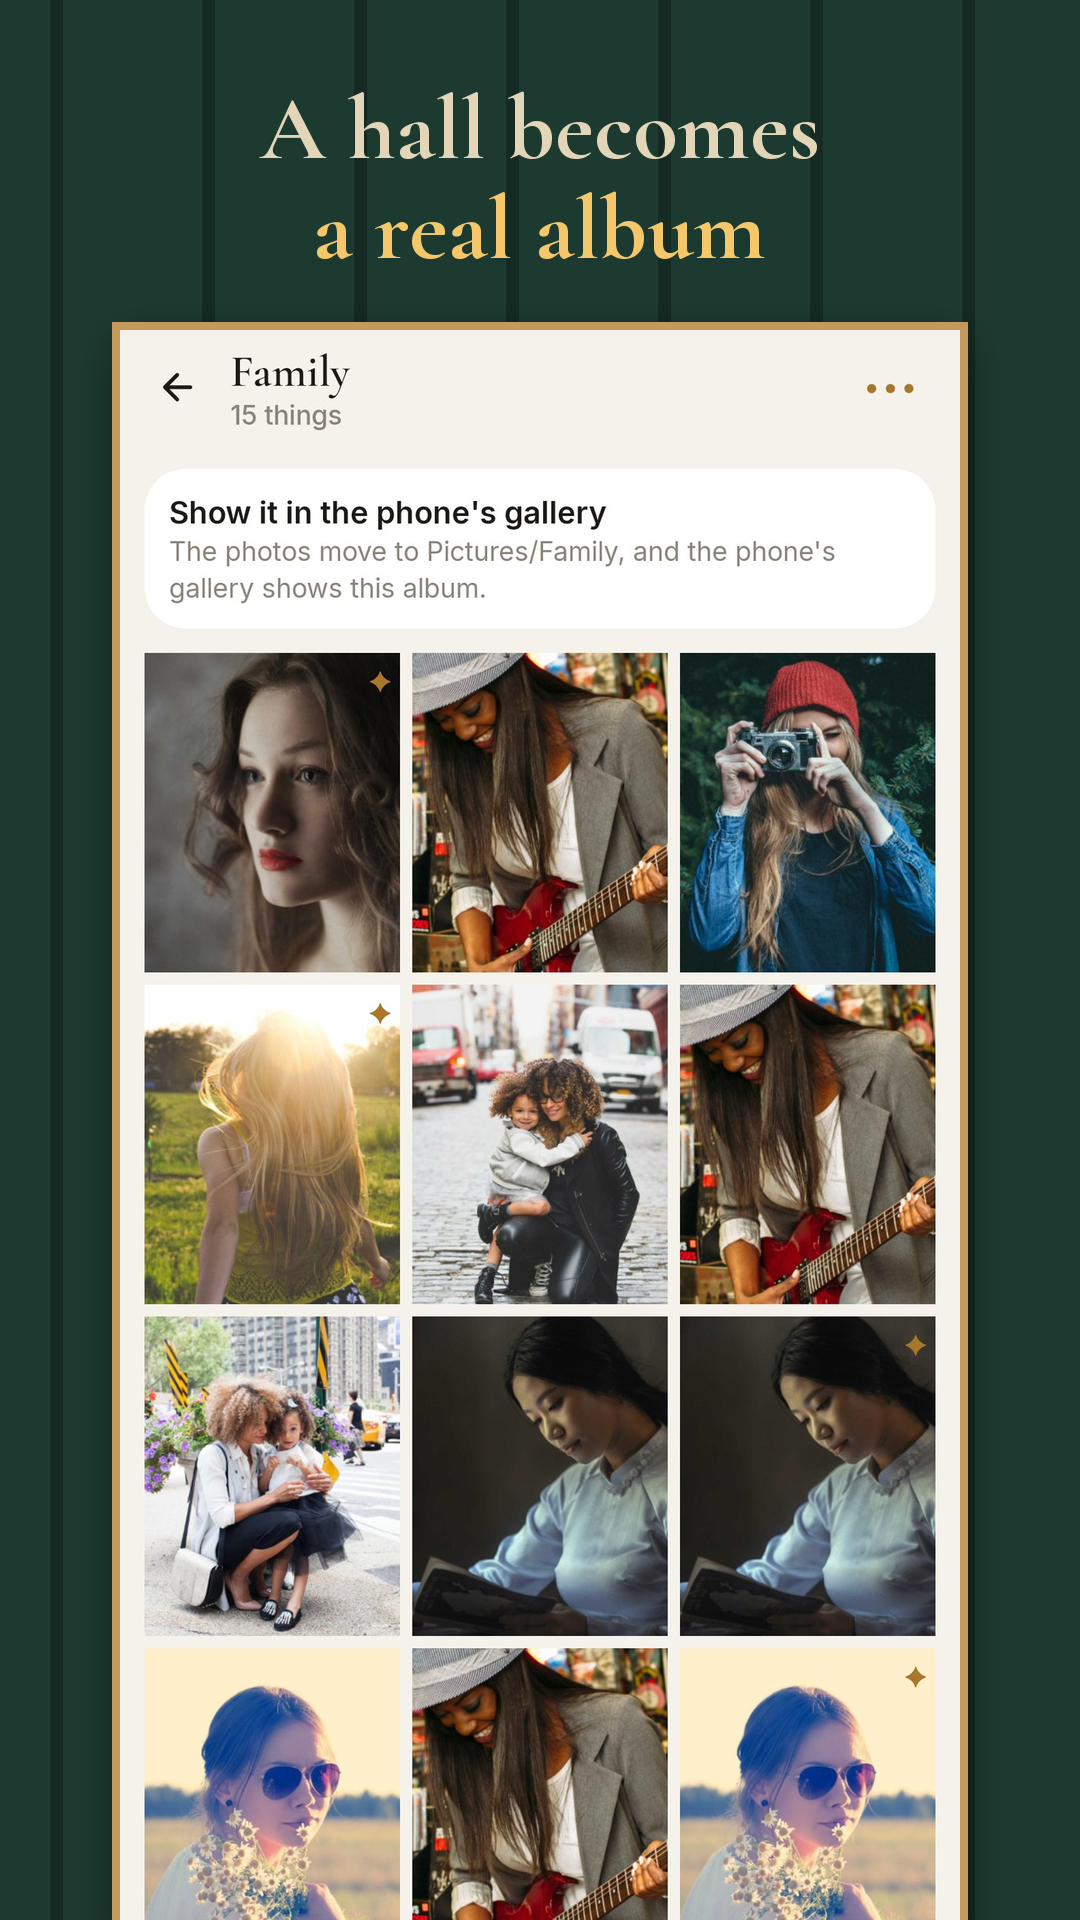 A hall becomes
a real album
Family
15 things
Show it in the phone's gallery
The photos move to Pictures/Family, and the phone's
gallery shows this album.